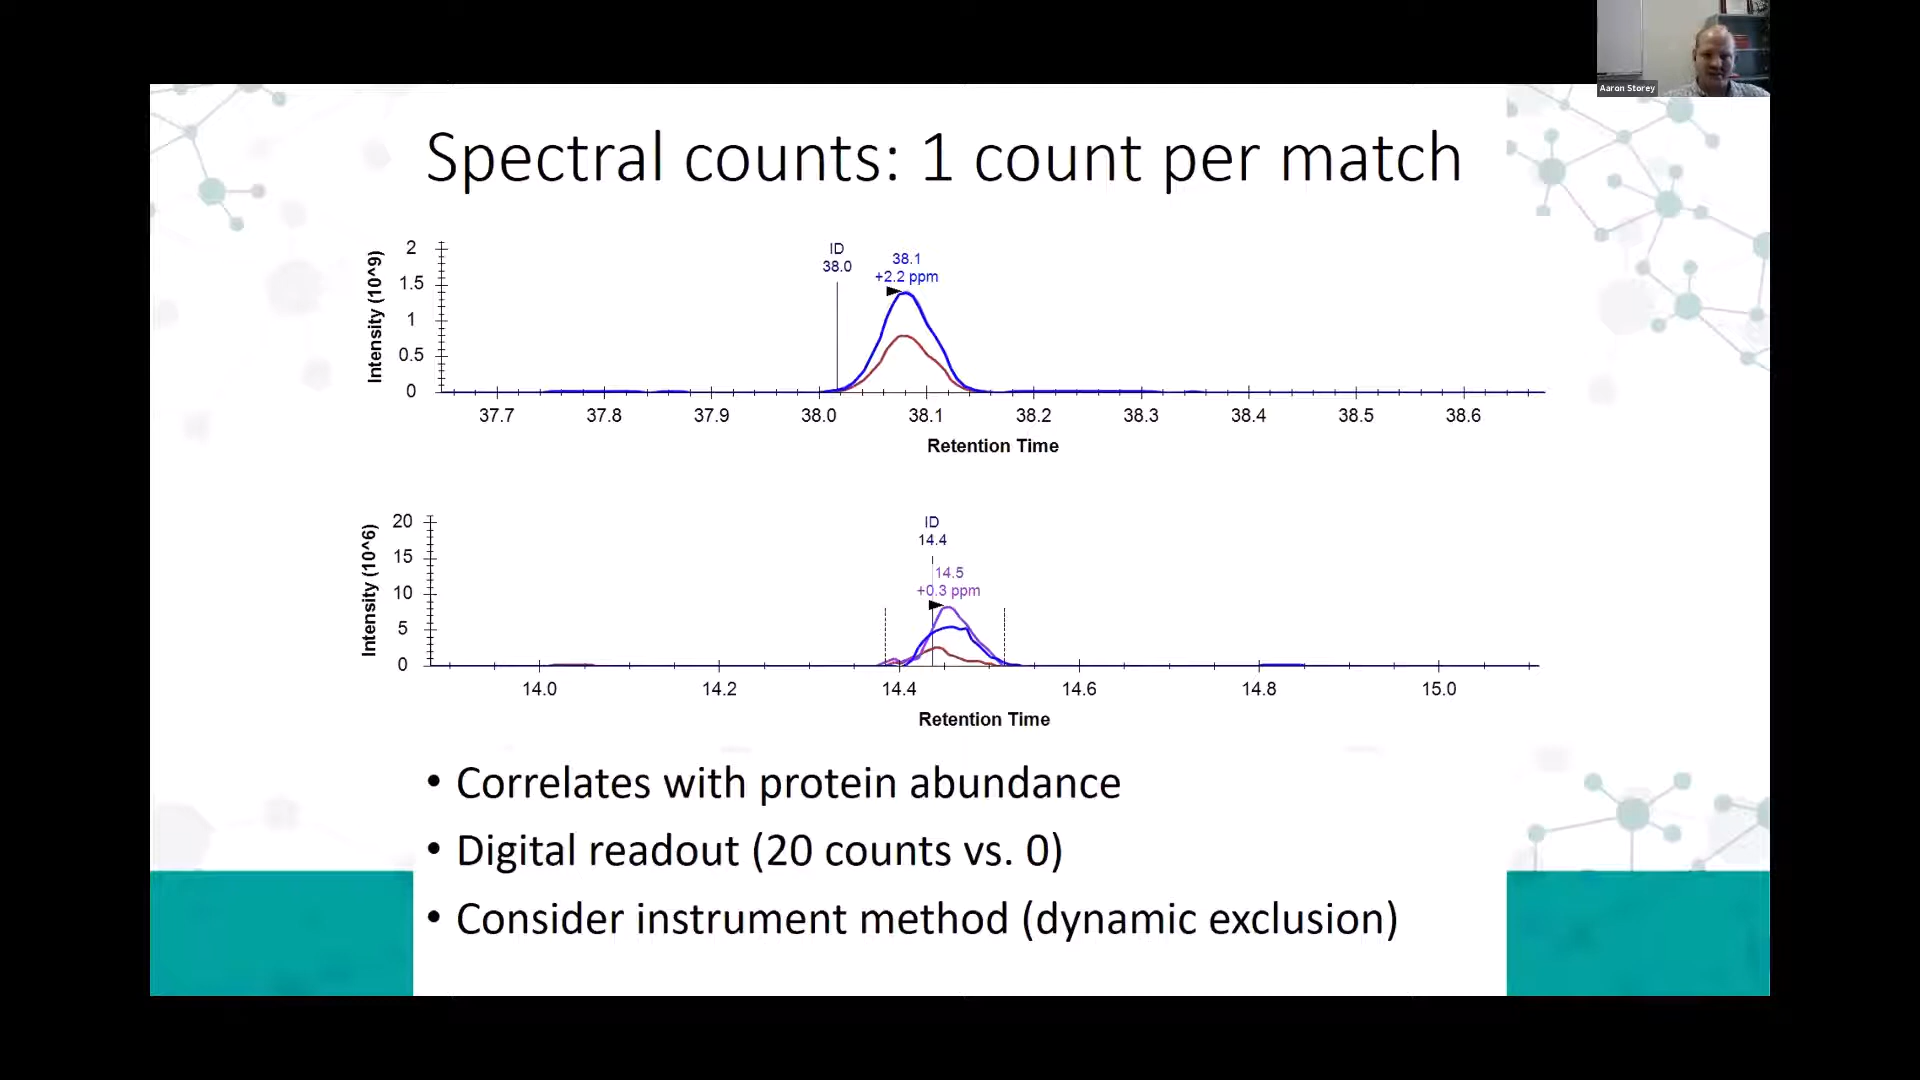 Aaron Storey
Spectral counts: 1 count per match
Intensity (10^9)
2
1.5
1
0.5
0
ID
38.0
38.1
+2.2 ppm
37.7 37.8 37.9 38.0 38.1 38.2 38.3 38.4 38.5 38.6
Retention Time
Intensity (10^6)
20
15
10
5
0
ID
14.4
14.5
+0.3 ppm
14.0 14.2 14.4 14.6 14.8 15.0
Retention Time
• Correlates with protein abundance
• Digital readout (20 counts vs. 0)
• Consider instrument method (dynamic exclusion)